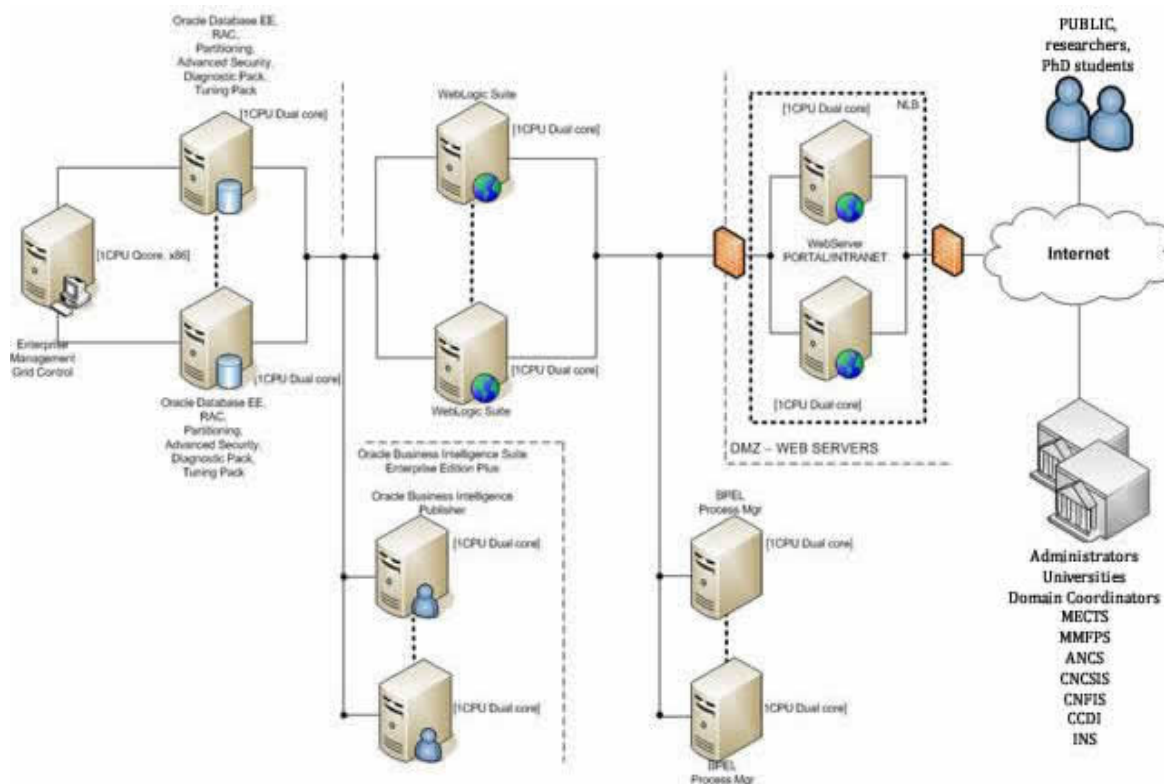 Oracle Database EE,
RAC,
Partitioning,
Advanced Security,
Diagnostic Pack,
Tuning Pack
[1CPU Dual core]
WebLogic Suite
[1CPU Dual core]
[1CPU Dual core]
NLB
PUBLIC,
researchers,
PhD students
[1CPU Qcore, x86]
WebServer
PORTAL/INTRANET
Internet
Enterprise
Management
Grid Control
[1CPU Dual core]
Oracle Database EE,
RAC,
Partitioning,
Advanced Security,
Diagnostic Pack,
Tuning Pack
[1CPU Dual core]
WebLogic Suite
[1CPU Dual core]
DMZ – WEB SERVERS
Oracle Business Intelligence Suite
Enterprise Edition Plus
Oracle Business Intelligence
Publisher
[1CPU Dual core]
[1CPU Dual core]
BPEL
Process Mgr
[1CPU Dual core]
1CPU Dual core]
BPEL
Process Mgr
Administrators
Universities
Domain Coordinators
MECTS
MMFPS
ANCS
CNCSIS
CNFIS
CCDI
INS